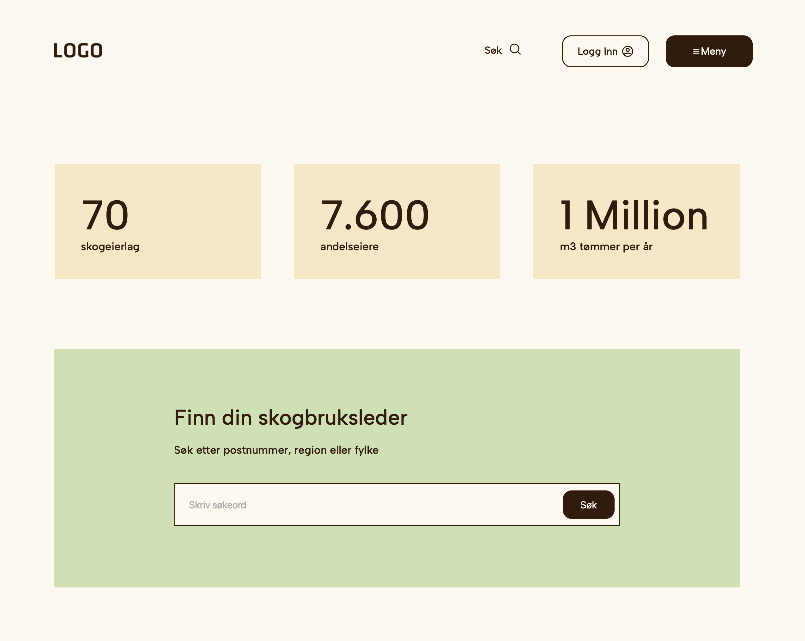 LOGO
Søk
Logg Inn
Meny
70
skogeierlag
7.600
andelseiere
1 Million
m3 tømmer per år
Finn din skogbruksleder
Søk etter postnummer, region eller fylke
Skriv søkeord
Søk